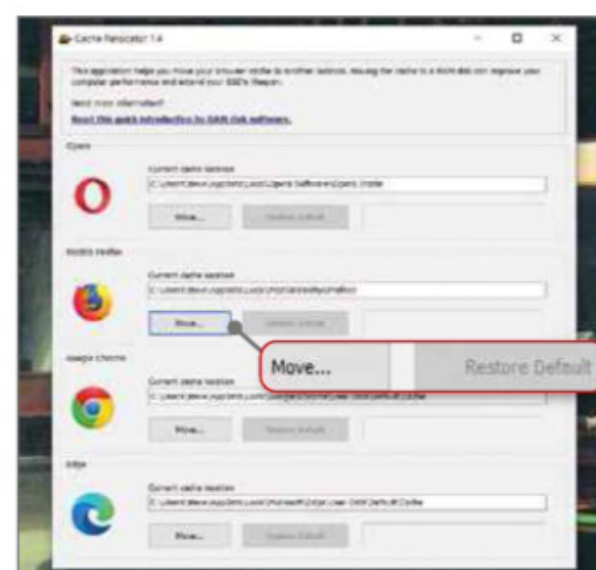 Cache Relocator 1.4
This application helps you move your browser cache to another location. Moving the cache to a RAM disk can improve your
computer performance and extend your SSD's lifespan.
Need more information?
Read this quick introduction to RAM disk software.
Opera
Current cache location
Move... Restore Default
Mozilla Firefox
Current cache location
Move... Restore Default
Move... Restore Default
Google Chrome
Current cache location
Move... Restore Default
Edge
Current cache location
Move... Restore Default